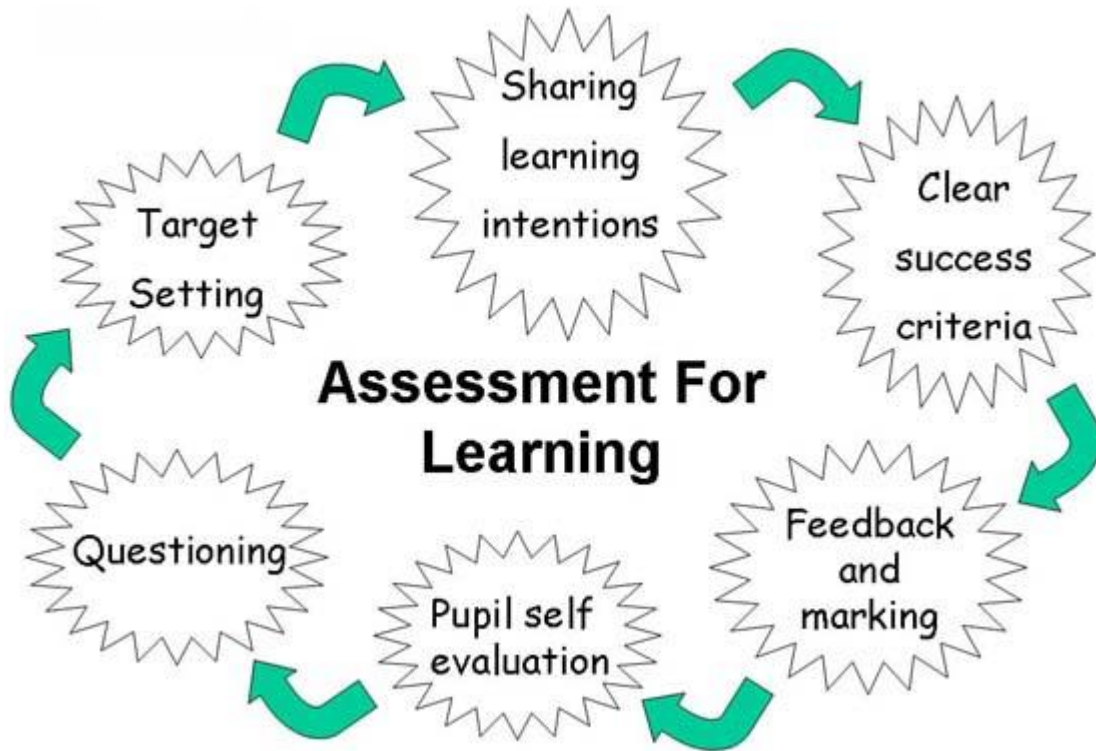 Sharing
learning
intentions
Clear
success
criteria
Target
Setting
Assessment For
Learning
Feedback
and
marking
Questioning
Pupil self
evaluation